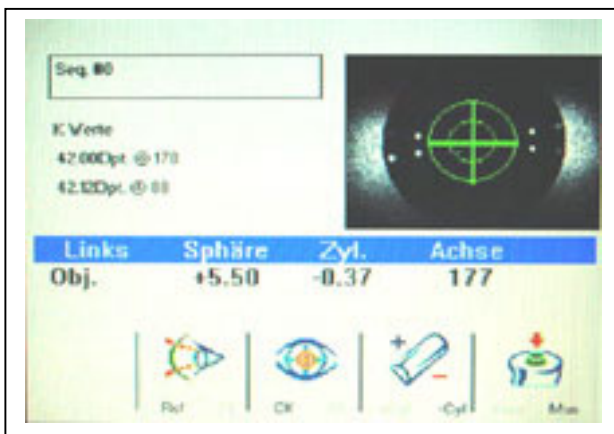 Seq.
K Werte
42.00Dpt. @ 178
42.12Dpt. @ 88
Links Sphäre Zyl. Achse
Obj. +5.50 -0.37 177
Ref CK -Cyl Man